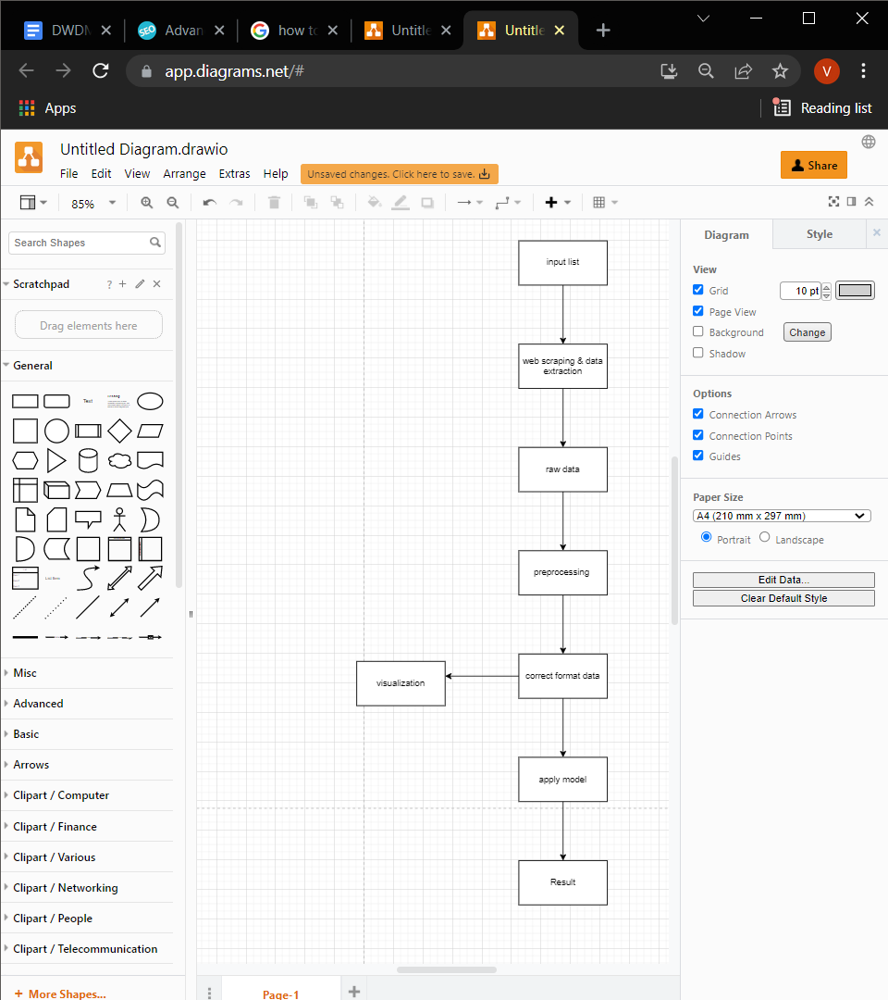 DWDM
Advan
how to
Untitle
Untitle
app.diagrams.net/#
V
Apps
Reading list
Untitled Diagram.drawio
File Edit View Arrange Extras Help
Unsaved changes. Click here to save.
Share
85%
Search Shapes
Scratchpad
?
Drag elements here
General
Text
Heading
List Item
Misc
Advanced
Basic
Arrows
Clipart / Computer
Clipart / Finance
Clipart / Various
Clipart / Networking
Clipart / People
Clipart / Telecommunication
+ More Shapes...
input list
web scraping & data
extraction
raw data
preprocessing
correct format data
visualization
apply model
Result
Page-1
Diagram
Style
View
Grid
10 pt
Page View
Background
Change
Shadow
Options
Connection Arrows
Connection Points
Guides
Paper Size
A4 (210 mm x 297 mm)
Portrait
Landscape
Edit Data...
Clear Default Style